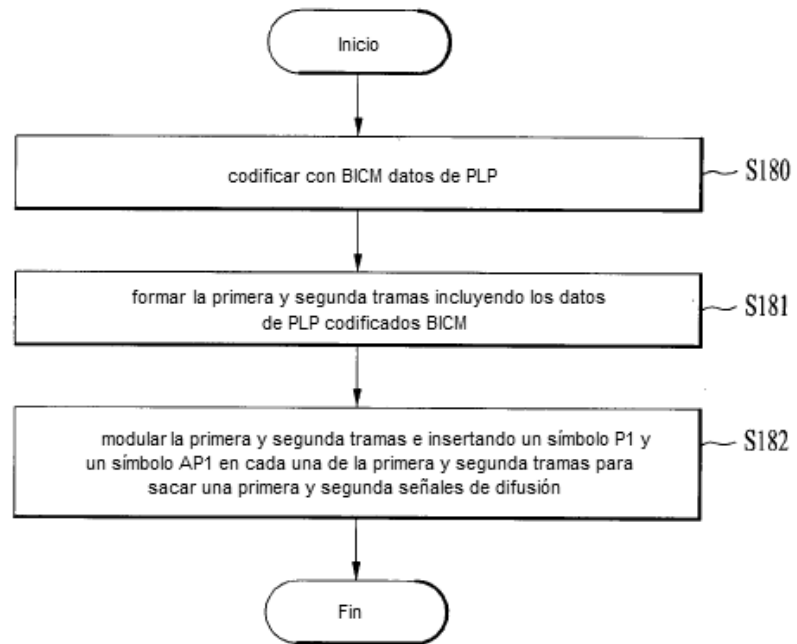 Inicio
codificar con BICM datos de PLP
S180
formar la primera y segunda tramas incluyendo los datos
de PLP codificados BICM
S181
modular la primera y segunda tramas e insertando un símbolo P1 y
un símbolo AP1 en cada una de la primera y segunda tramas para
sacar una primera y segunda señales de difusión
S182
Fin